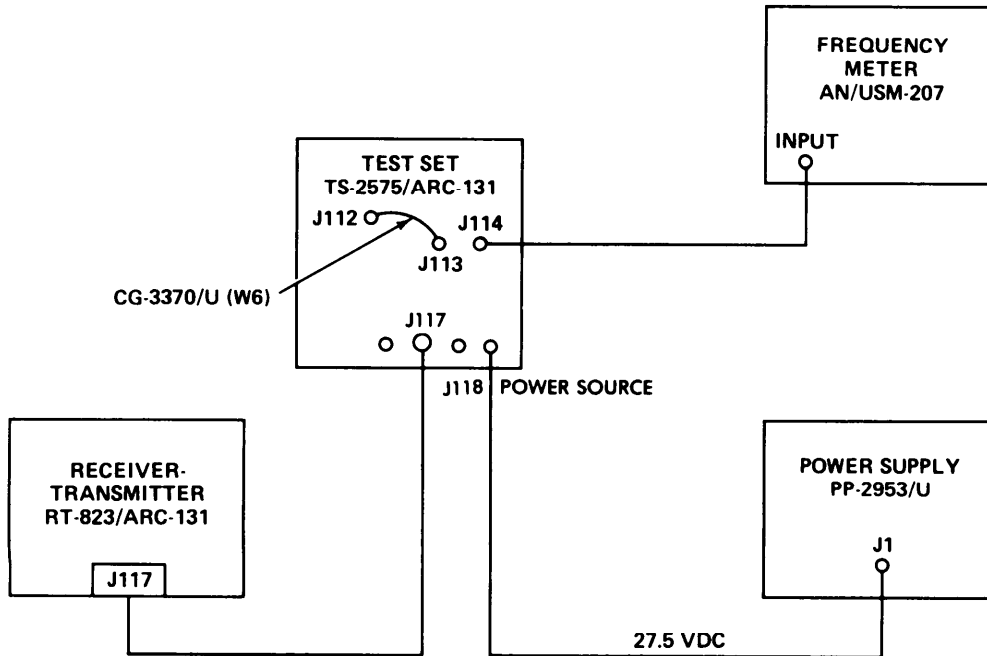 FREQUENCY
METER
AN/USM-207
INPUT
TEST SET
TS-2575/ARC-131
J112
J114
J113
CG-3370/U (W6)
J117
J118 POWER SOURCE
RECEIVER-
TRANSMITTER
RT-823/ARC-131
J117
POWER SUPPLY
PP-2953/U
J1
27.5 VDC